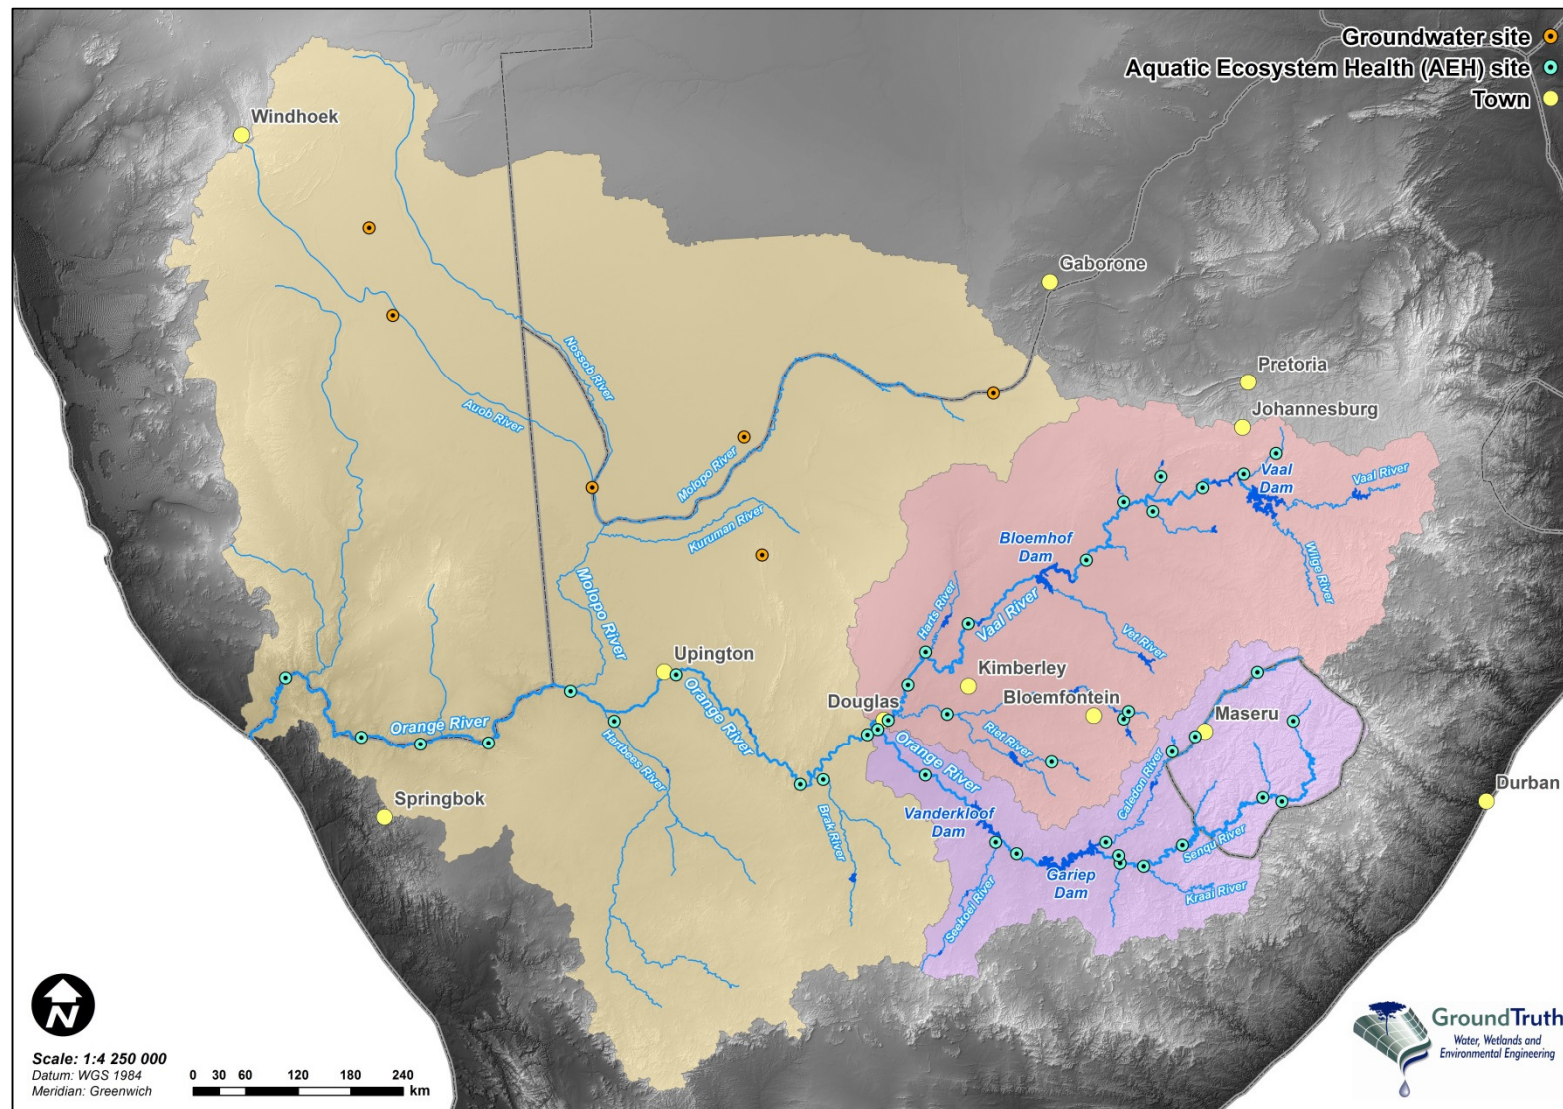 Groundwater site
Aquatic Ecosystem Health (AEH) site
Town
Windhoek
Gaborone
Pretoria
Johannesburg
Nossob River
Auob River
Molopo River
Kuruman River
Vaal
Dam
Vaal River
Wilge River
Bloemhof
Dam
Harts River
Vaal River
Vet River
Molopo River
Upington
Kimberley
Bloemfontein
Douglas
Maseru
Orange River
Orange River
Orange River
Hartbees River
Riet River
Caledon River
Durban
Springbok
Brak River
Vanderkloof
Dam
Senqu River
Gariep
Dam
Kraai River
Seekoei River
N
Scale: 1:4 250 000
Datum: WGS 1984
Meridian: Greenwich
0 30 60 120 180 240
km
GroundTruth
Water, Wetlands and
Environmental Engineering